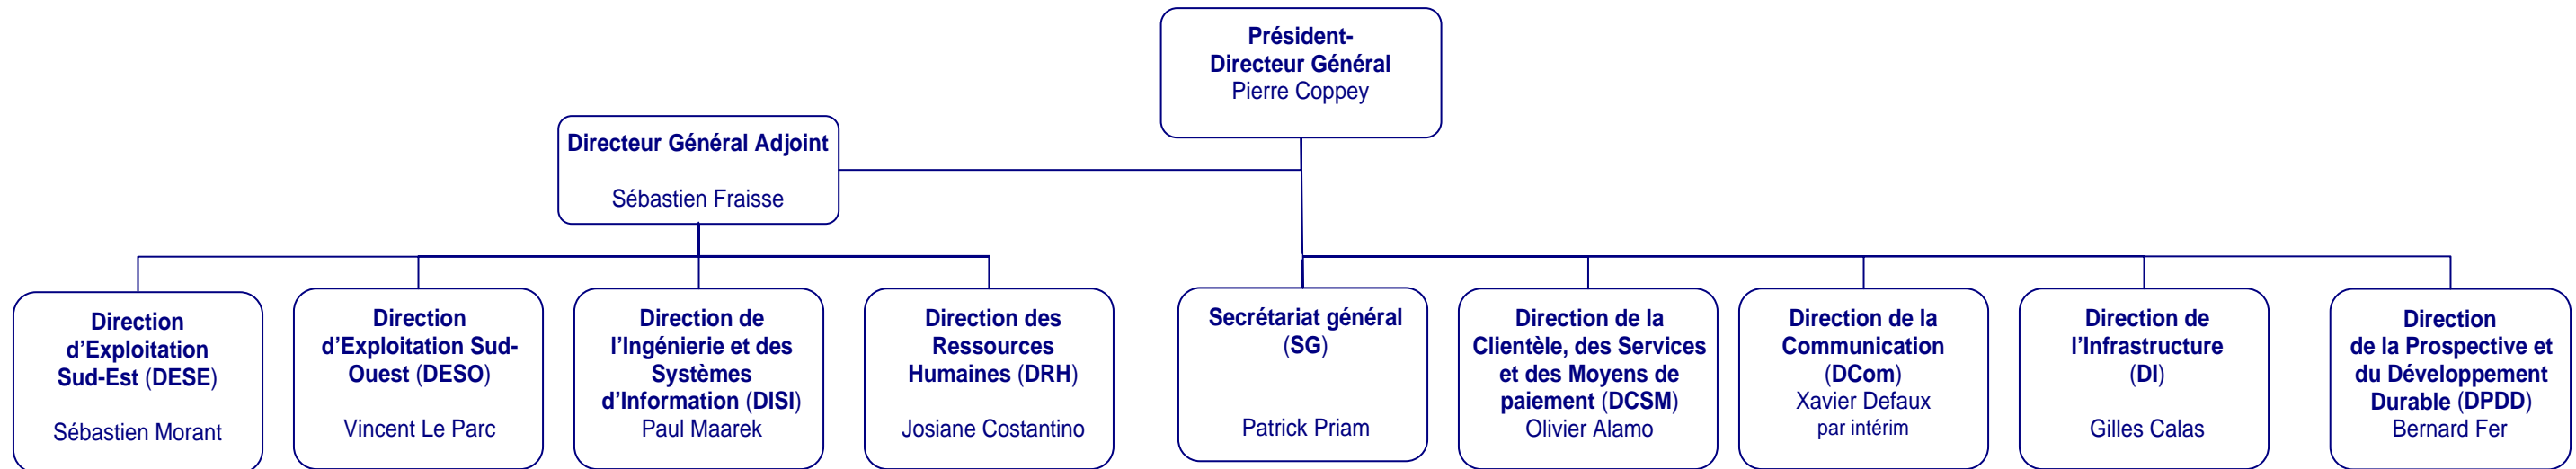 Président-
Directeur Général
Pierre Coppey
Directeur Général Adjoint
Sébastien Fraisse
Direction
d’Exploitation
Sud-Est (DESE)
Sébastien Morant
Direction
d’Exploitation Sud-
Ouest (DESO)
Vincent Le Parc
Direction de
l’Ingénierie et des
Systèmes
d’Information (DISI)
Paul Maarek
Direction des
Ressources
Humaines (DRH)
Josiane Costantino
Secrétariat général
(SG)
Patrick Priam
Direction de la
Clientèle, des Services
et des Moyens de
paiement (DCSM)
Olivier Alamo
Direction de la
Communication
(DCom)
Xavier Defaux
par intérim
Direction de
l’Infrastructure
(DI)
Gilles Calas
Direction
de la Prospective et
du Développement
Durable (DPDD)
Bernard Fer